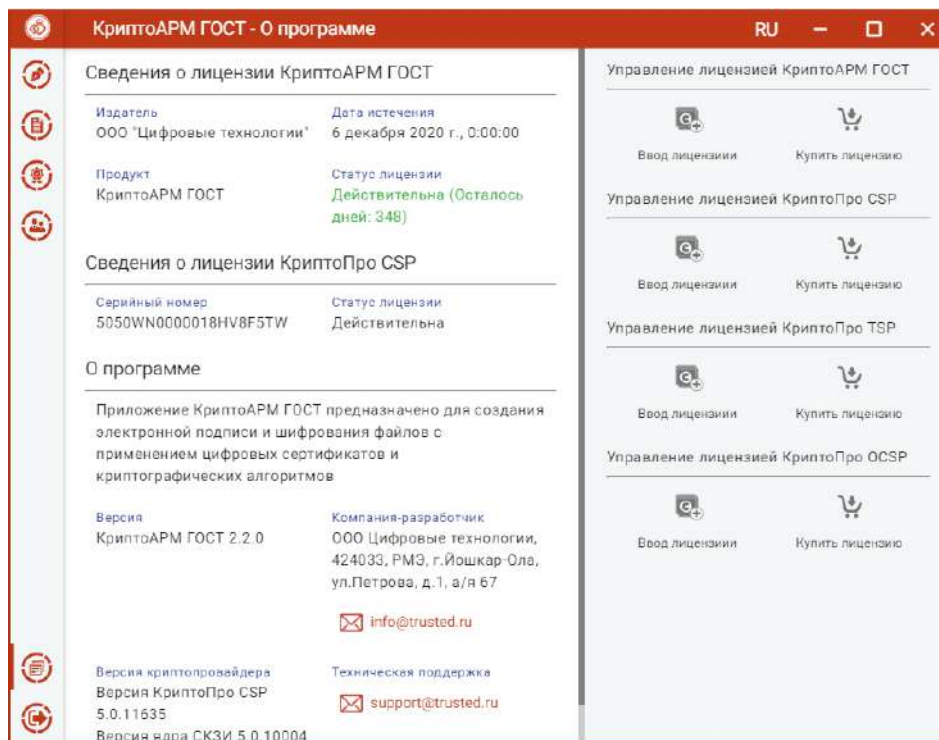 КриптоАРМ ГОСТ - О программе
RU
Сведения о лицензии КриптоАРМ ГОСТ
Издатель
ООО "Цифровые технологии"
Дата истечения
6 декабря 2020 г., 0:00:00
Продукт
КриптоАРМ ГОСТ
Статус лицензии
Действительна (Осталось
дней: 348)
Сведения о лицензии КриптоПро CSP
Серийный номер
5050WN0000018HV8F5TW
Статус лицензии
Действительна
О программе
Приложение КриптоАРМ ГОСТ предназначено для создания
электронной подписи и шифрования файлов с
применением цифровых сертификатов и
криптографических алгоритмов
Версия
КриптоАРМ ГОСТ 2.2.0
Компания-разработчик
ООО Цифровые технологии,
424033, РМЭ, г.Йошкар-Ола,
ул.Петрова, д.1, а/я 67
info@trusted.ru
Версия криптопровайдера
Версия КриптоПро CSP
5.0.11635
Версия ядра СКЗИ 5.0.10004
Техническая поддержка
support@trusted.ru
Управление лицензией КриптоАРМ ГОСТ
Ввод лицензиии
Купить лицензию
Управление лицензией КриптоПро CSP
Ввод лицензиии
Купить лицензию
Управление лицензией КриптоПро TSP
Ввод лицензиии
Купить лицензию
Управление лицензией КриптоПро OCSP
Ввод лицензиии
Купить лицензию